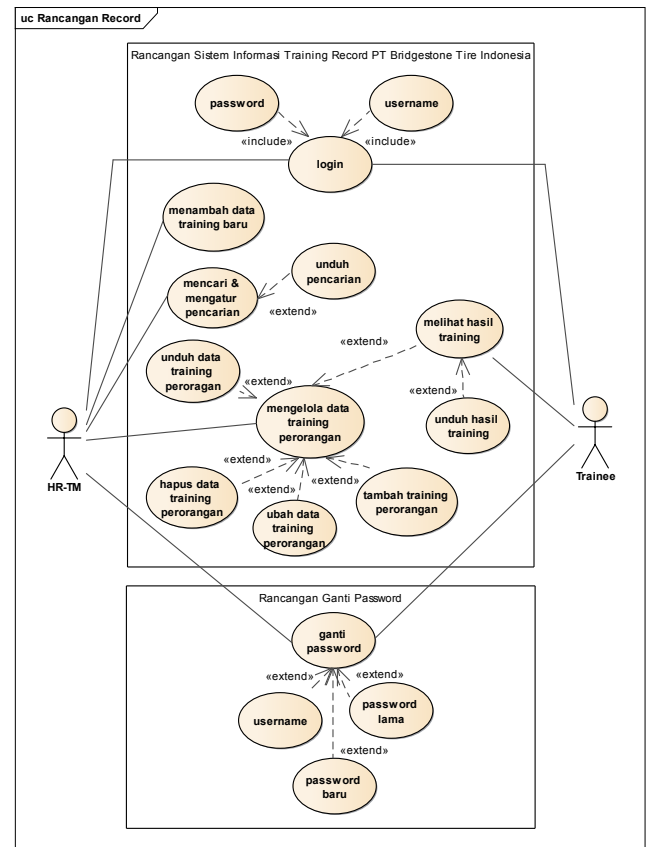 uc Rancangan Record
Rancangan Sistem Informasi Training Record PT Bridgestone Tire Indonesia
password
username
«include»
«include»
login
menambah data
training baru
mencari &
mengatur
pencarian
unduh
pencarian
«extend»
melihat hasil
training
«extend»
unduh data
training
peroragan
«extend»
mengelola data
training
perorangan
«extend»
unduh hasil
training
HR-TM
Trainee
«extend»
hapus data
training
perorangan
«extend»
«extend»
ubah data
training
perorangan
tambah training
perorangan
Rancangan Ganti Password
ganti
password
«extend»
«extend»
username
password
lama
«extend»
password
baru